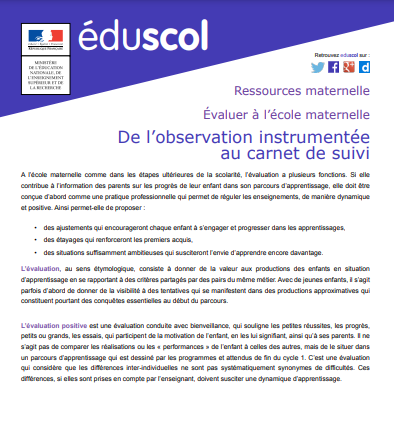 éduscol
MINISTÈRE
DE L'ÉDUCATION
NATIONALE, DE
L'ENSEIGNEMENT
SUPÉRIEUR ET DE
LA RECHERCHE
Retrouvez eduscol sur :
Ressources maternelle
Évaluer à l'école maternelle
De l'observation instrumentée
au carnet de suivi
A l'école maternelle comme dans les étapes ultérieures de la scolarité, l'évaluation a plusieurs fonctions. Si elle
contribue à l'information des parents sur les progrès de leur enfant dans son parcours d'apprentissage, elle doit être
conçue d'abord comme une pratique professionnelle qui permet de réguler les enseignements, de manière dynamique
et positive. Ainsi permet-elle de proposer :
• des ajustements qui encourageront chaque enfant à s'engager et progresser dans les apprentissages,
• des étayages qui renforceront les premiers acquis,
• des situations suffisamment ambitieuses qui susciteront l'envie d'apprendre encore davantage.
L'évaluation, au sens étymologique, consiste à donner de la valeur aux productions des enfants en situation
d'apprentissage en se rapportant à des critères partagés par des pairs du même métier. Avec de jeunes enfants, il s'agit
parfois d'abord de donner de la visibilité à des tentatives qui se manifestent dans des productions approximatives qui
constituent pourtant des conquêtes essentielles au début du parcours.
L'évaluation positive est une évaluation conduite avec bienveillance, qui souligne les petites réussites, les progrès,
petits ou grands, les essais, qui participent de la motivation de l'enfant, en les lui signifiant, ainsi qu'à ses parents. Il ne
s'agit pas de comparer les réalisations ou les « performances » de l'enfant à celles des autres, mais de le situer dans
un parcours d'apprentissage qui est dessiné par les programmes et attendus de fin du cycle 1. C'est une évaluation
qui considère que les différences inter-individuelles ne sont pas systématiquement synonymes de difficultés. Ces
différences, si elles sont prises en compte par l'enseignant, doivent susciter une dynamique d'apprentissage.